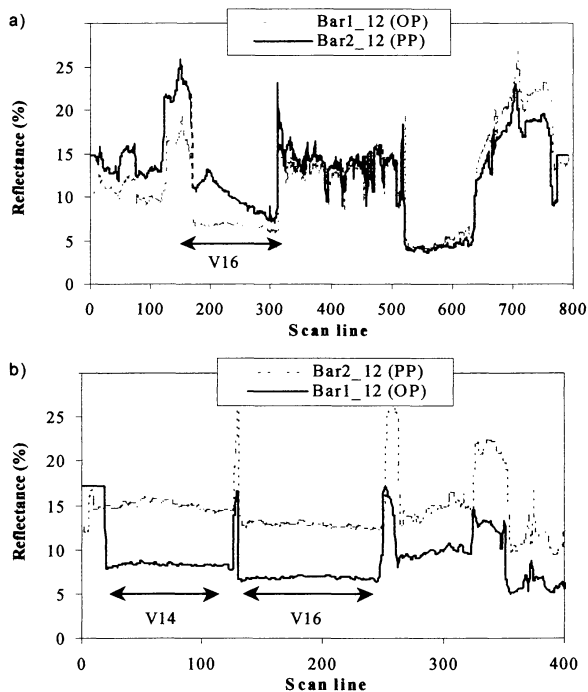 a)
Bar1_12 (OP)
Bar2_12 (PP)
Reflectance (%)
25
20
15
10
5
0
V16
0 100 200 300 400 500 600 700 800
Scan line
b)
Bar2_12 (PP)
Bar1_12 (OP)
Reflectance (%)
25
20
15
10
5
0
V14
V16
0 100 200 300 400
Scan line